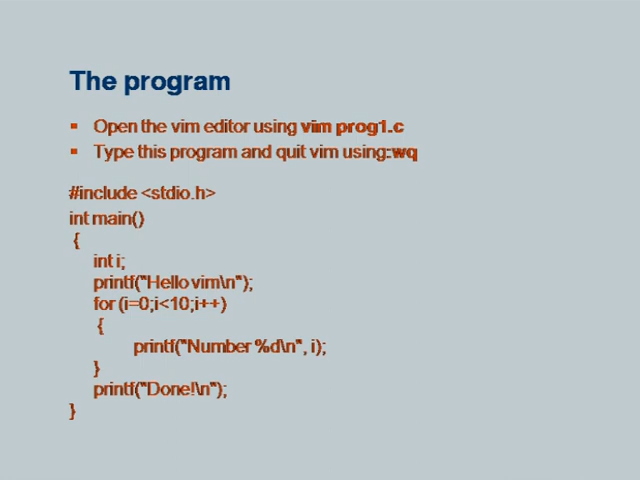 The program
Open the vim editor using vim prog1.c
Type this program and quit vim using:wq
#include <stdio.h>
int main()
{
int i;
printf("Hello vim\n");
for (i=0;i<10;i++)
{
printf("Number %d\n", i);
}
printf("Done!\n");
}